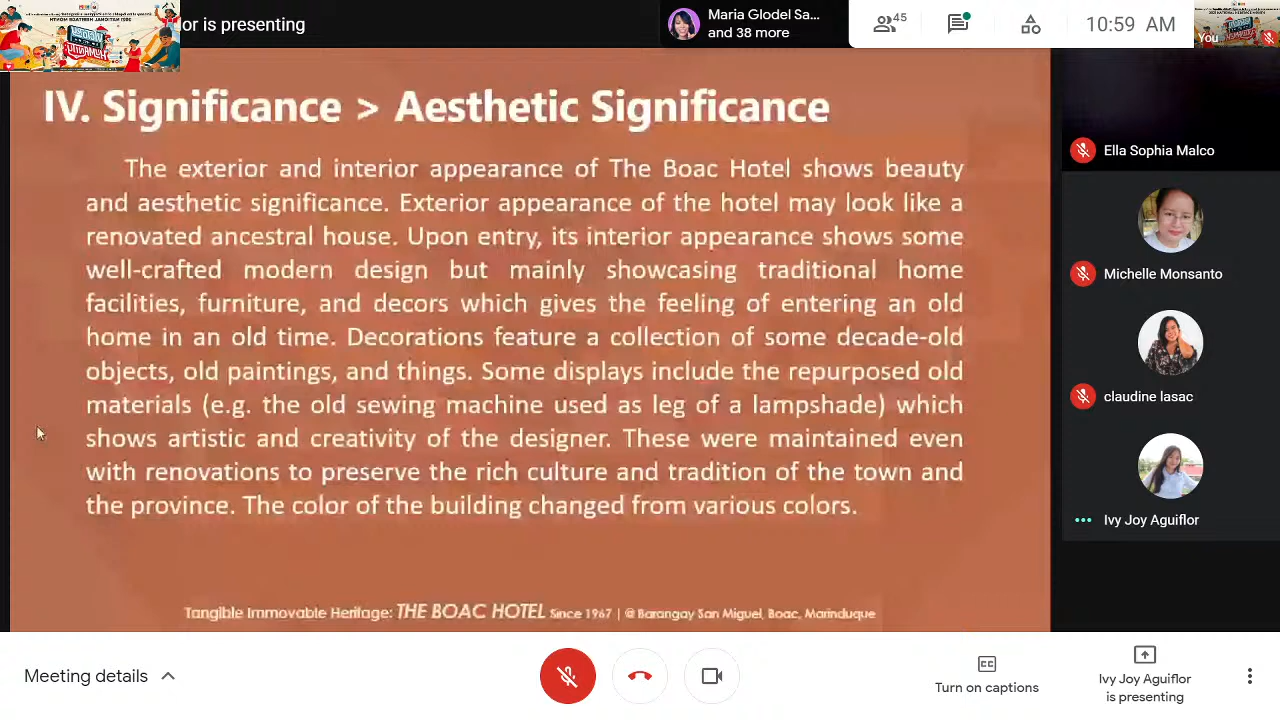 or is presenting
Maria Glodel Sa...
and 38 more
45
10:59 AM
You
IV. Significance > Aesthetic Significance
The exterior and interior appearance of The Boac Hotel shows beauty
and aesthetic significance. Exterior appearance of the hotel may look like a
renovated ancestral house. Upon entry, its interior appearance shows some
well-crafted modern design but mainly showcasing traditional home
facilities, furniture, and decors which gives the feeling of entering an old
home in an old time. Decorations feature a collection of some decade-old
objects, old paintings, and things. Some displays include the repurposed old
materials (e.g. the old sewing machine used as leg of a lampshade) which
shows artistic and creativity of the designer. These were maintained even
with renovations to preserve the rich culture and tradition of the town and
the province. The color of the building changed from various colors.
Tangible Immovable Heritage: THE BOAC HOTEL Since 1967 | @ Barangay San Miguel, Boac, Marinduque
Ella Sophia Malco
Michelle Monsanto
claudine lasac
Ivy Joy Aguiflor
Meeting details
Turn on captions
Ivy Joy Aguiflor
is presenting